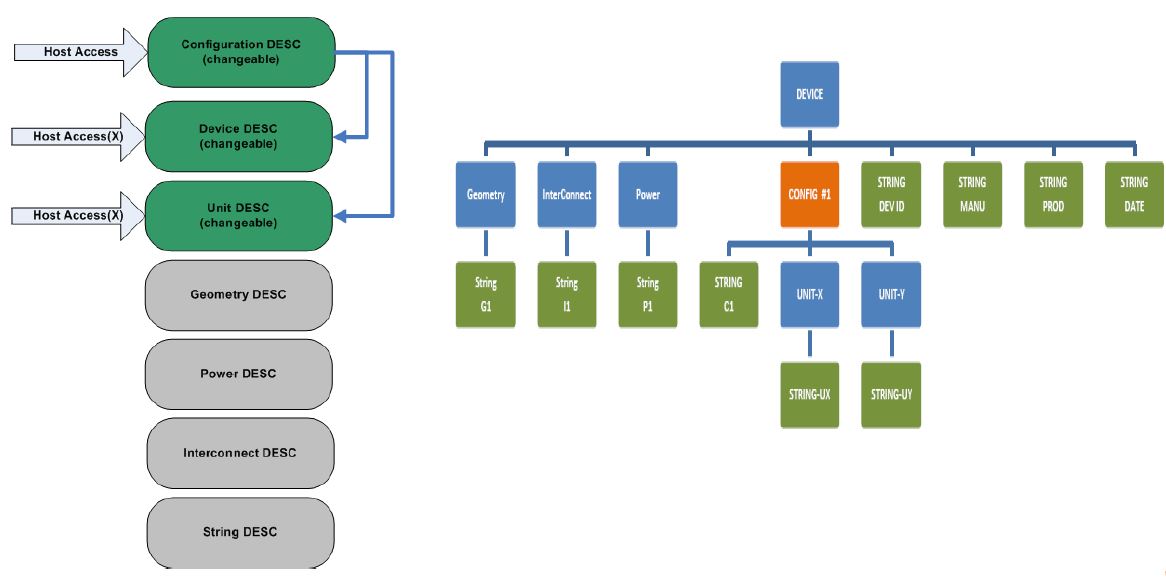 Host Access
Configuration DESC
(changeable)
Host Access(X)
Device DESC
(changeable)
Host Access(X)
Unit DESC
(changeable)
Geometry DESC
Power DESC
Interconnect DESC
String DESC
DEVICE
Geometry
InterConnect
Power
CONFIG #1
STRING
DEV ID
STRING
MANU
STRING
PROD
STRING
DATE
String
G1
String
I1
String
P1
STRING
C1
UNIT-X
UNIT-Y
STRING-UX
STRING-UY